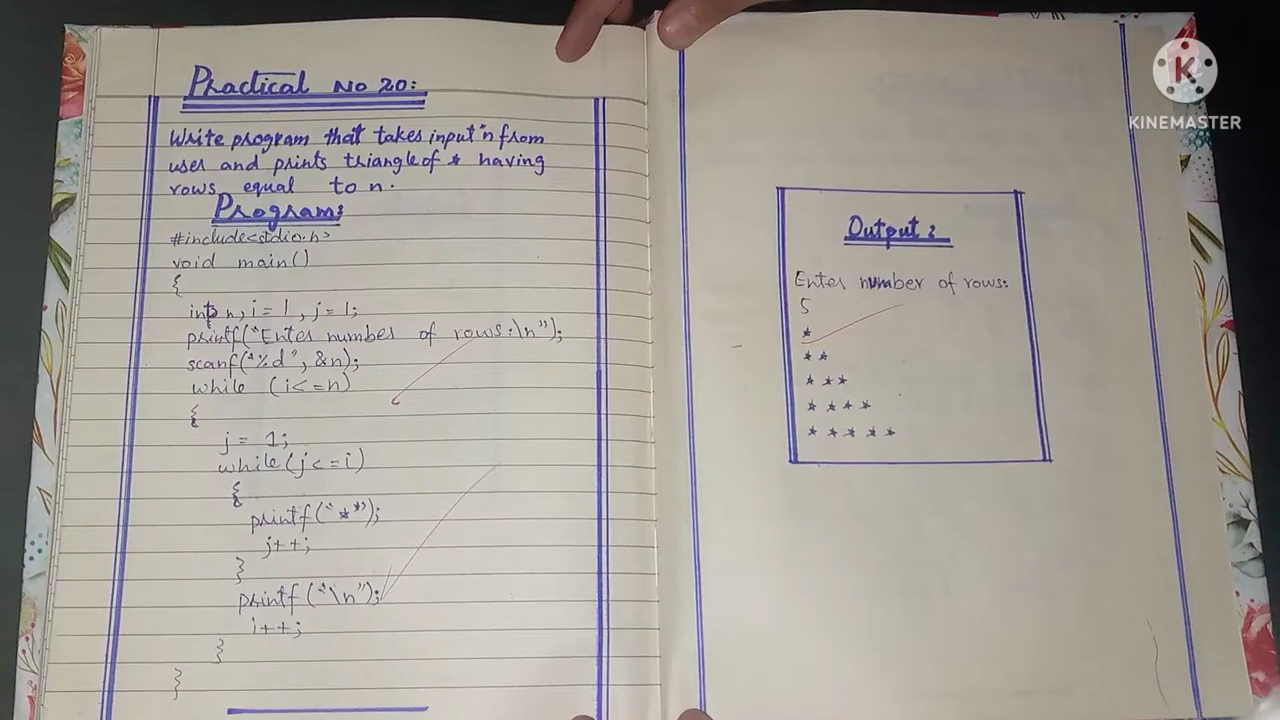 Practical No 20:
Write program that takes input "n from
user and prints triangle of * having
rows equal to n.
Program:
#include<stdio.h>
void main()
{
int n, i = 1, j = 1;
printf("Enter number of rows:\n");
scanf("%d", &n);
while (i<=n)
{
j = 1;
while(j<=i)
{
printf("*");
j++;
}
printf("\n");
i++;
}
}
Output:
Enter number of rows:
5
*
* *
* * *
* * * *
* * * * *
KINEMASTER